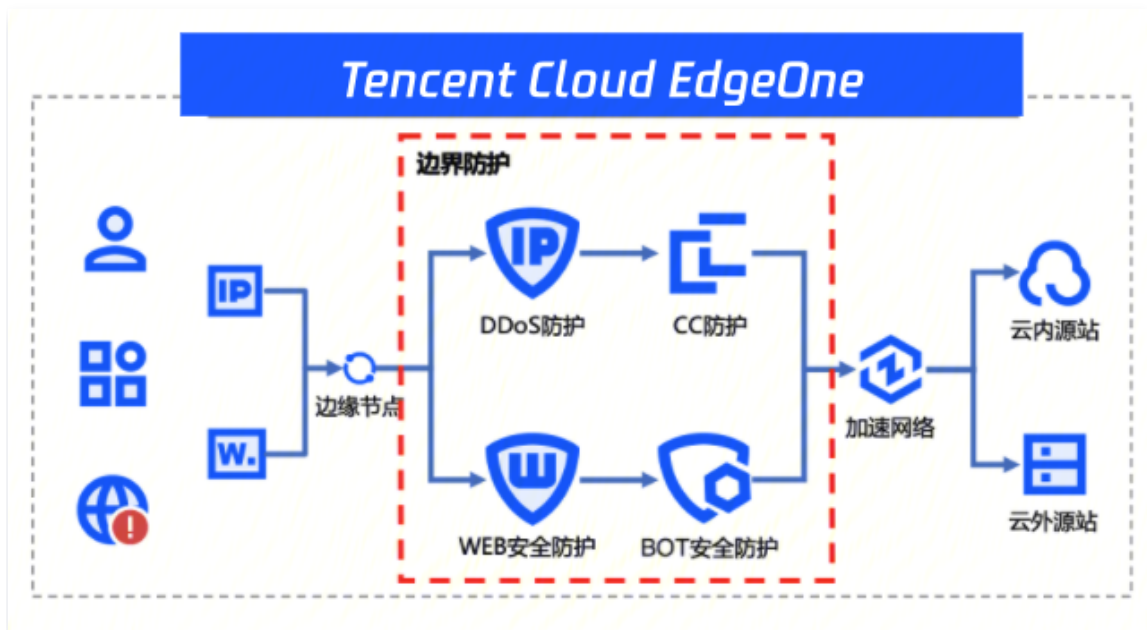 Tencent Cloud EdgeOne
边界防护
IP
IP
DDoS防护
CC防护
云内源站
边缘节点
加速网络
W.
W
WEB安全防护
BOT安全防护
云外源站